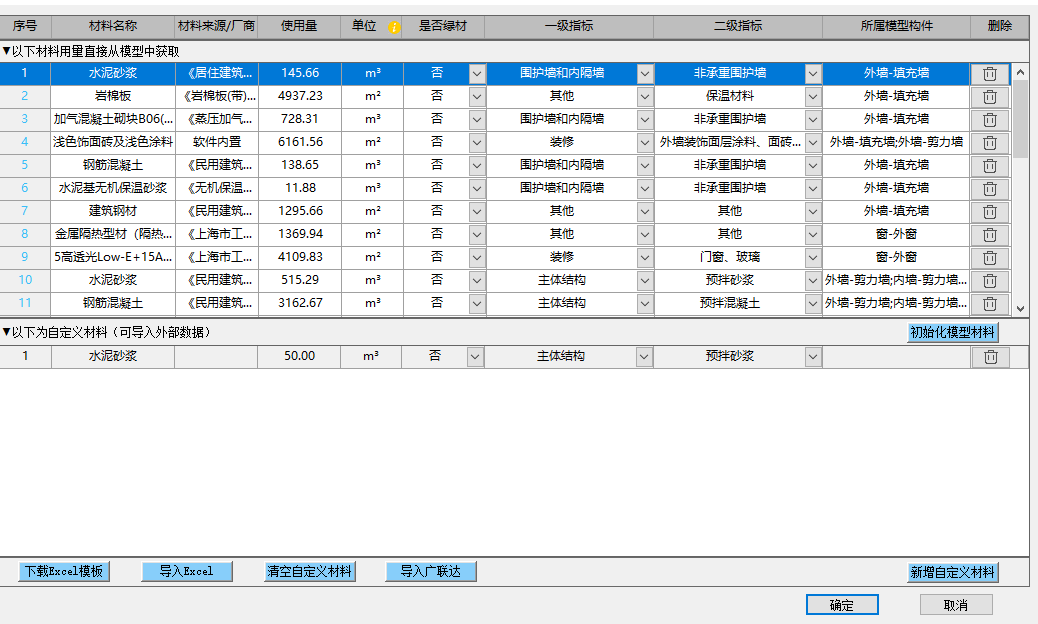 序号 材料名称 材料来源/厂商 使用量 单位 i 是否绿材 一级指标 二级指标 所属模型构件 删除
▼以下材料用量直接从模型中获取
1 水泥砂浆 《居住建筑... 145.66 m³ 否 围护墙和内隔墙 非承重围护墙 外墙-填充墙
2 岩棉板 《岩棉板(带)... 4937.23 m² 否 其他 保温材料 外墙-填充墙
3 加气混凝土砌块B06(... 《蒸压加气... 728.31 m³ 否 围护墙和内隔墙 非承重围护墙 外墙-填充墙
4 浅色饰面砖及浅色涂料 软件内置 6161.56 m² 否 装修 外墙装饰面层涂料、面砖... 外墙-填充墙;外墙-剪力墙
5 钢筋混凝土 《民用建筑... 138.65 m³ 否 围护墙和内隔墙 非承重围护墙 外墙-填充墙
6 水泥基无机保温砂浆 《无机保温... 11.88 m³ 否 围护墙和内隔墙 非承重围护墙 外墙-填充墙
7 建筑钢材 《民用建筑... 1295.66 m² 否 其他 其他 外墙-填充墙
8 金属隔热型材（隔热... 《上海市工... 1369.94 m² 否 其他 其他 窗-外窗
9 5高透光Low-E+15A... 《上海市工... 4109.83 m² 否 装修 门窗、玻璃 窗-外窗
10 水泥砂浆 《民用建筑... 515.29 m³ 否 主体结构 预拌砂浆 外墙-剪力墙;内墙-剪力墙...
11 钢筋混凝土 《民用建筑... 3162.67 m³ 否 主体结构 预拌混凝土 外墙-剪力墙;内墙-剪力墙...
▼以下为自定义材料（可导入外部数据） 初始化模型材料
1 水泥砂浆 50.00 m³ 否 主体结构 预拌砂浆
下载Excel模板 导入Excel 清空自定义材料 导入广联达 新增自定义材料
确定 取消